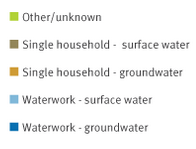 Other/unknown
Single household - surface water
Single household - groundwater
Waterwork - surface water
Waterwork - groundwater